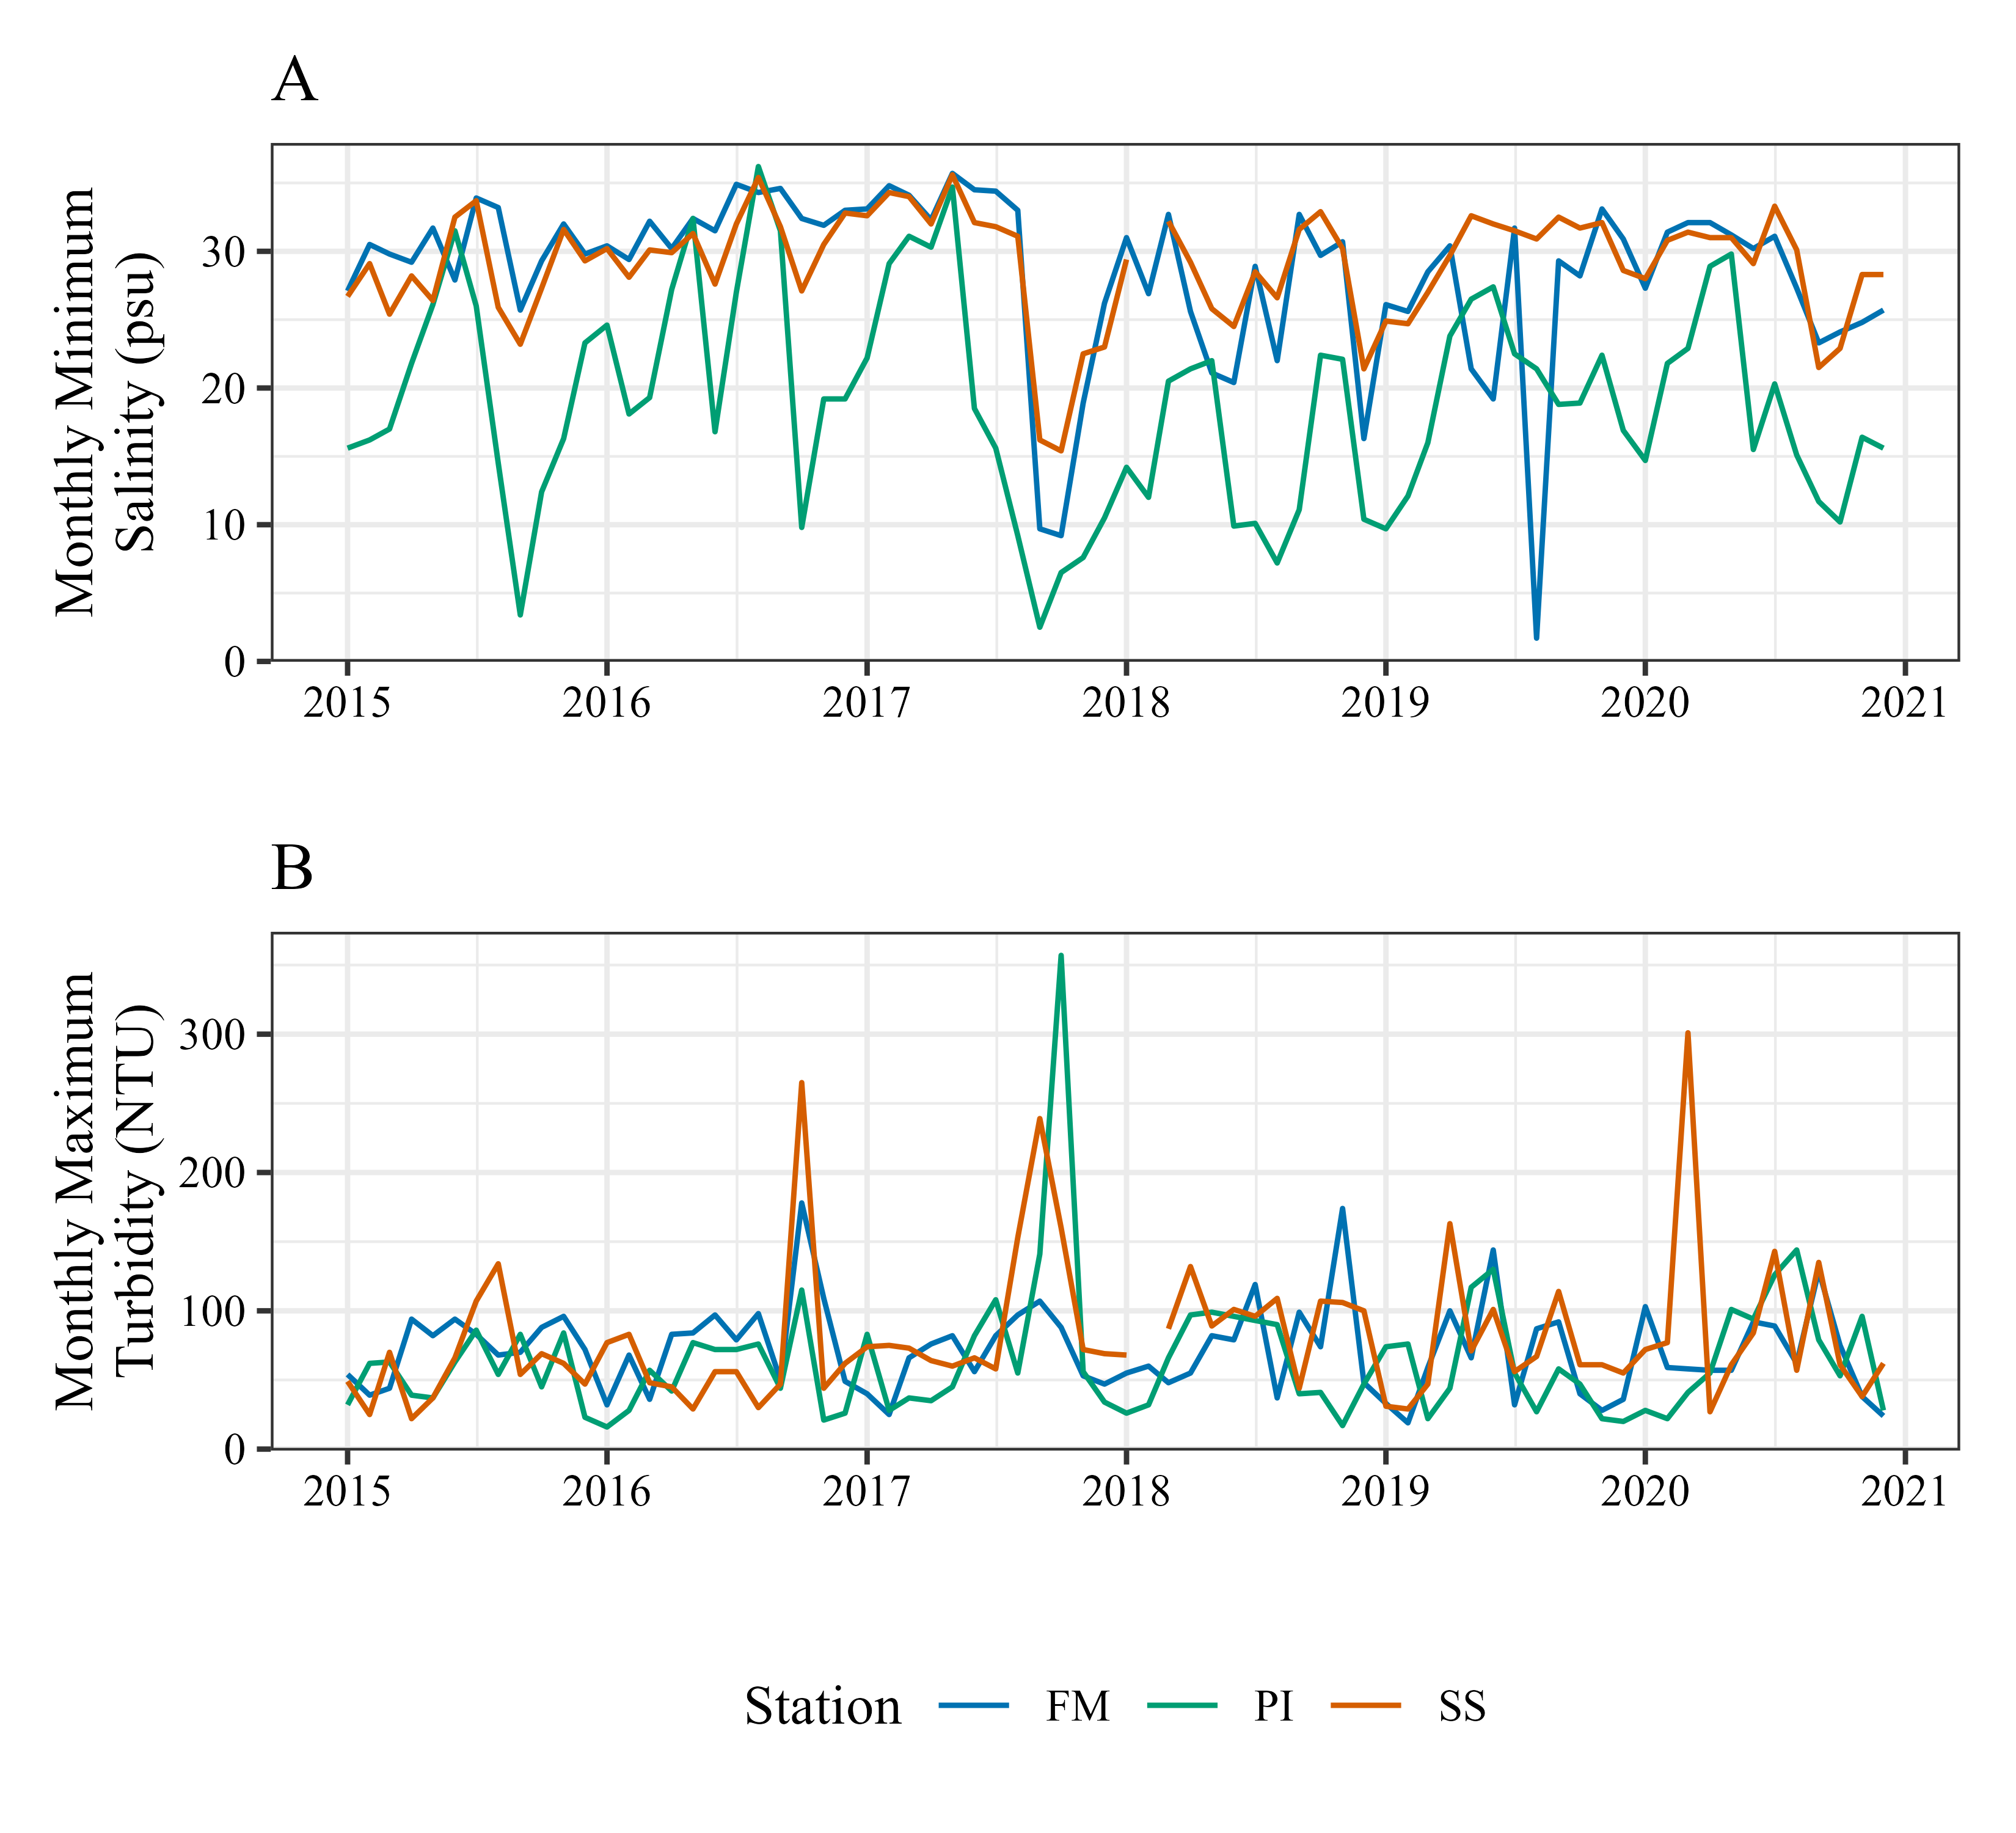 A
Monthly Minimum
Salinity (psu)
30
20
10
0
2015 2016 2017 2018 2019 2020 2021
B
Monthly Maximum
Turbidity (NTU)
300
200
100
0
2015 2016 2017 2018 2019 2020 2021
Station FM PI SS